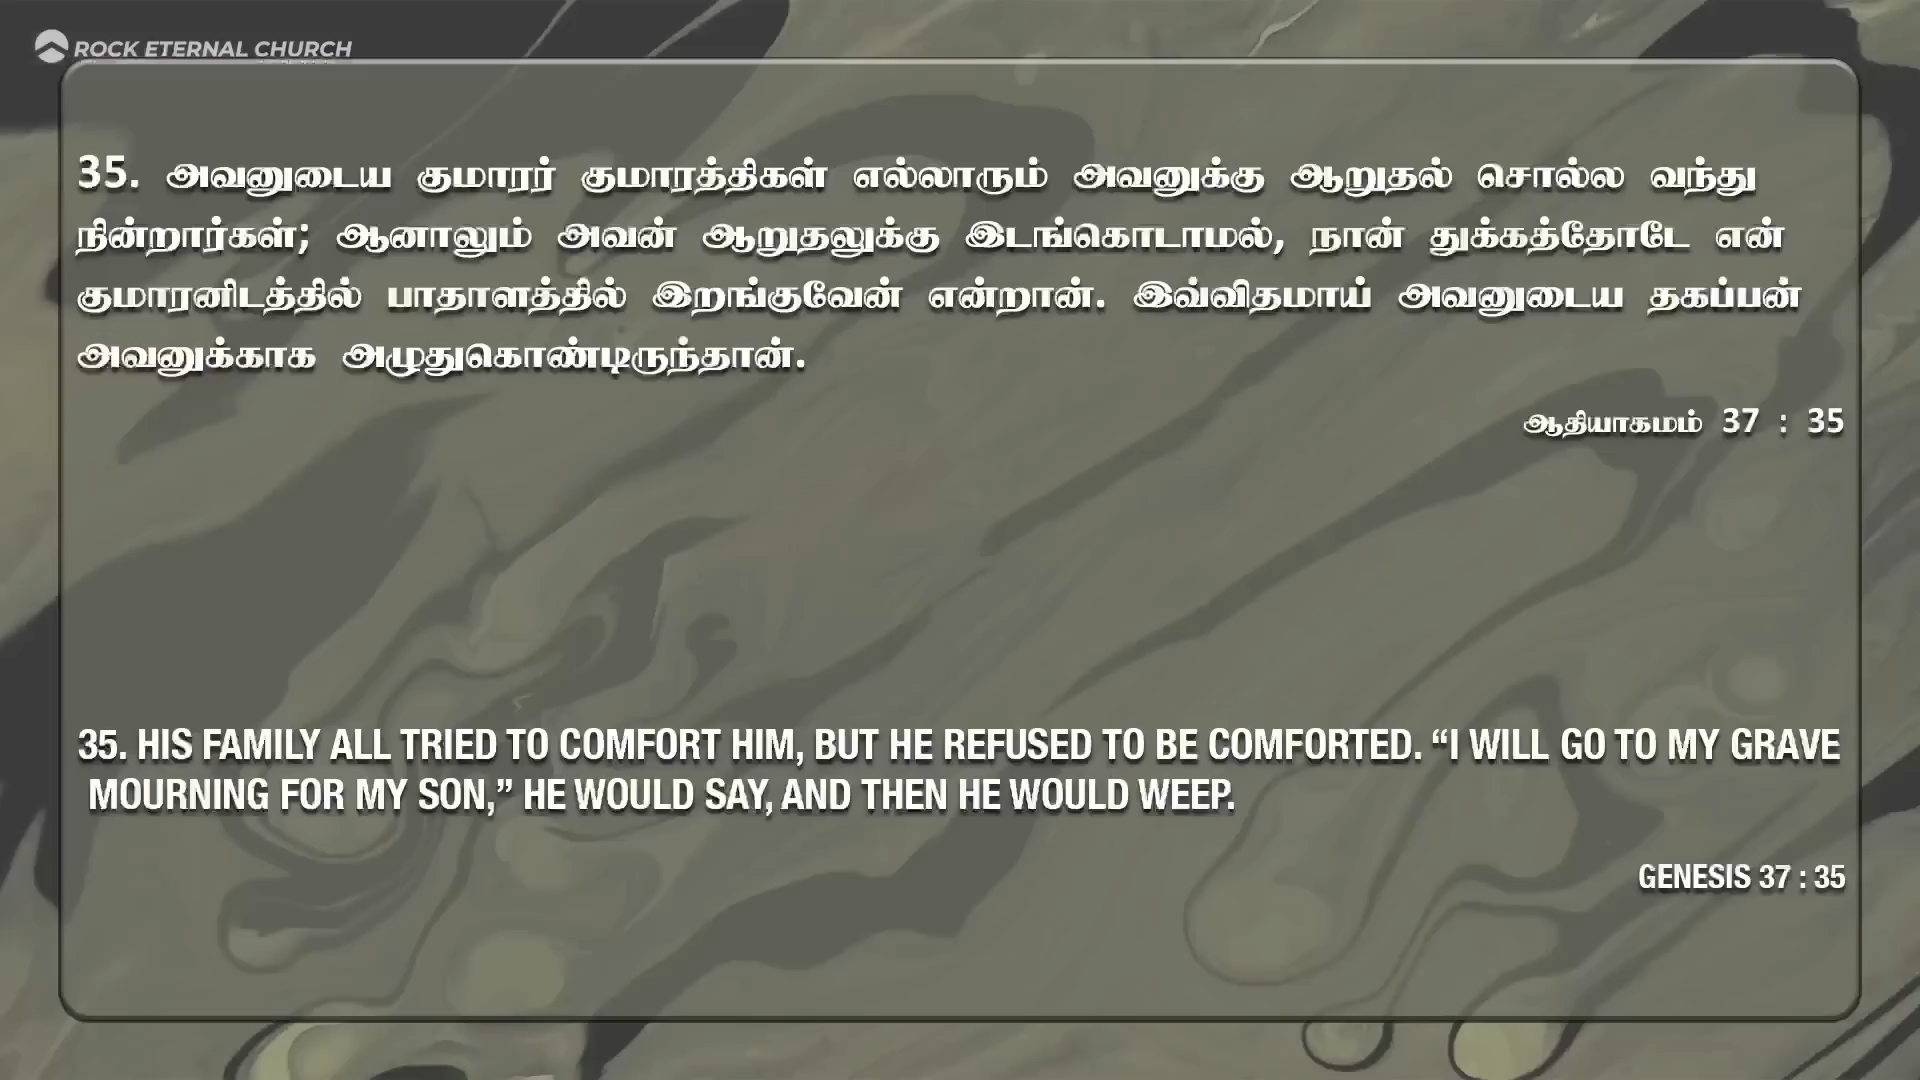 ROCK ETERNAL CHURCH
35. அவனுடைய குமாரர் குமாரத்திகள் எல்லாரும் அவனுக்கு ஆறுதல் சொல்ல வந்து
நின்றார்கள்; ஆனாலும் அவன் ஆறுதலுக்கு இடங்கொடாமல், நான் துக்கத்தோடே என்
குமாரனிடத்தில் பாதாளத்தில் இறங்குவேன் என்றான். இவ்விதமாய் அவனுடைய தகப்பன்
அவனுக்காக அழுதுகொண்டிருந்தான்.
ஆதியாகமம் 37 : 35
35. HIS FAMILY ALL TRIED TO COMFORT HIM, BUT HE REFUSED TO BE COMFORTED. “I WILL GO TO MY GRAVE
MOURNING FOR MY SON,” HE WOULD SAY, AND THEN HE WOULD WEEP.
GENESIS 37 : 35